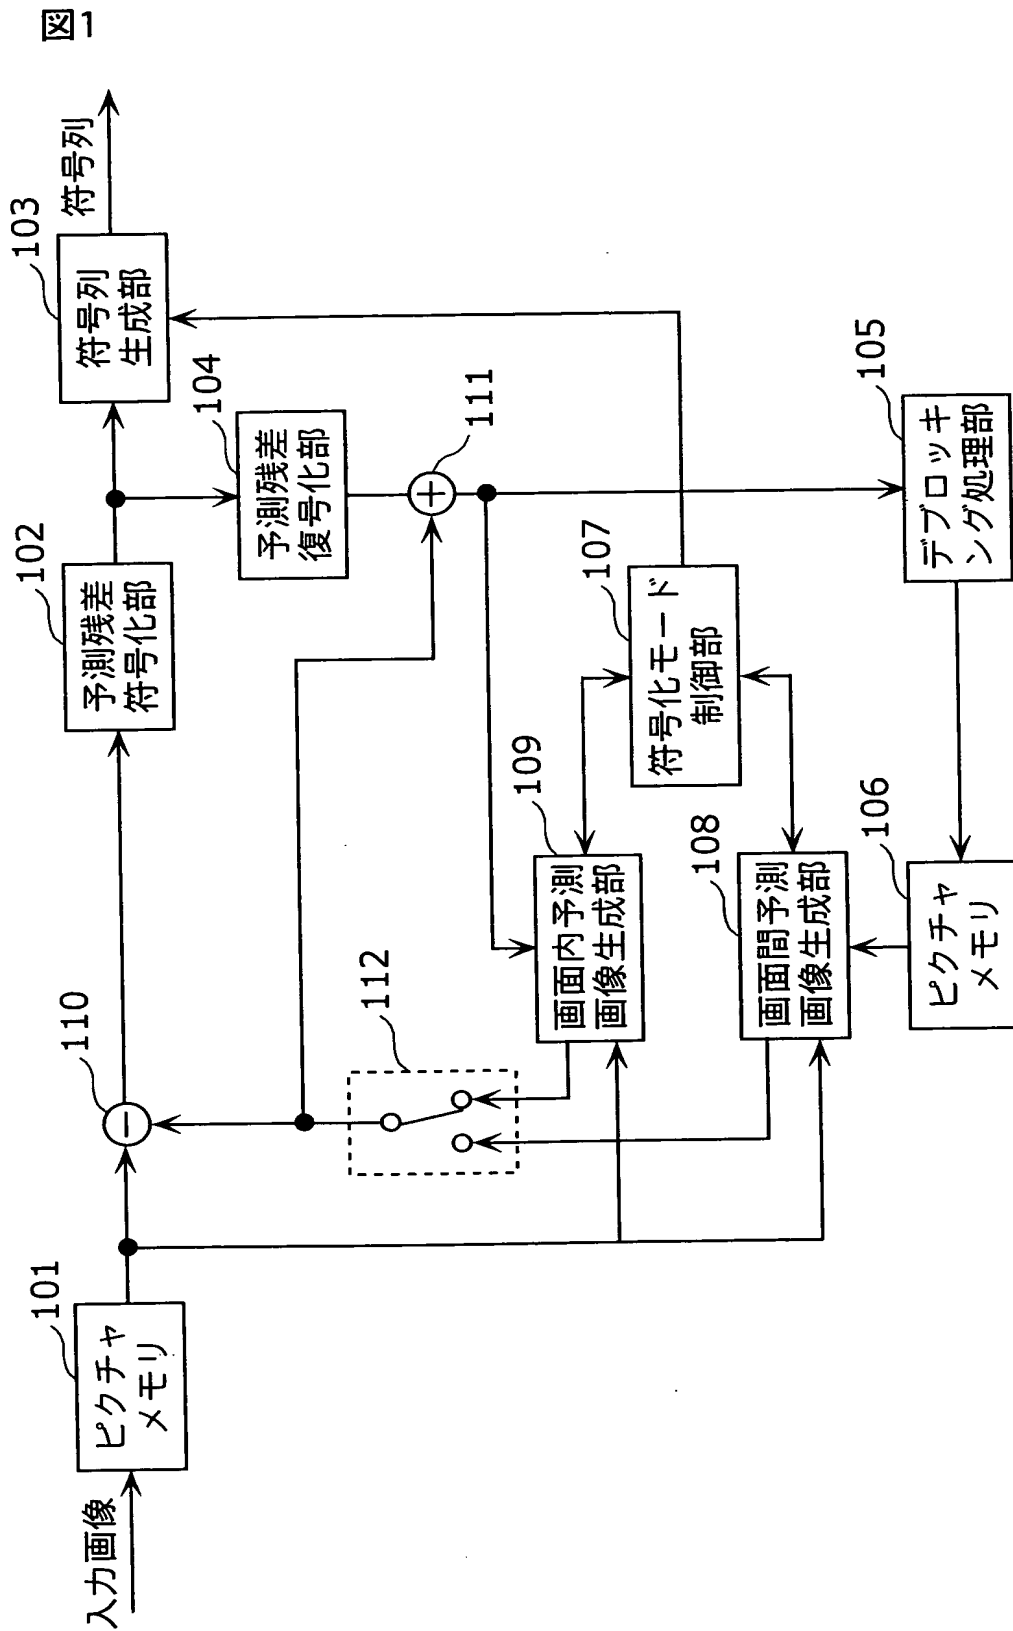 図1
入力画像
101
ピクチャ
メモリ
110
102
予測残差
符号化部
103
符号列
生成部
符号列
104
予測残差
復号化部
111
112
109
画面内予測
画像生成部
107
符号化モード
制御部
108
画面間予測
画像生成部
106
ピクチャ
メモリ
105
デブロッキ
ング処理部